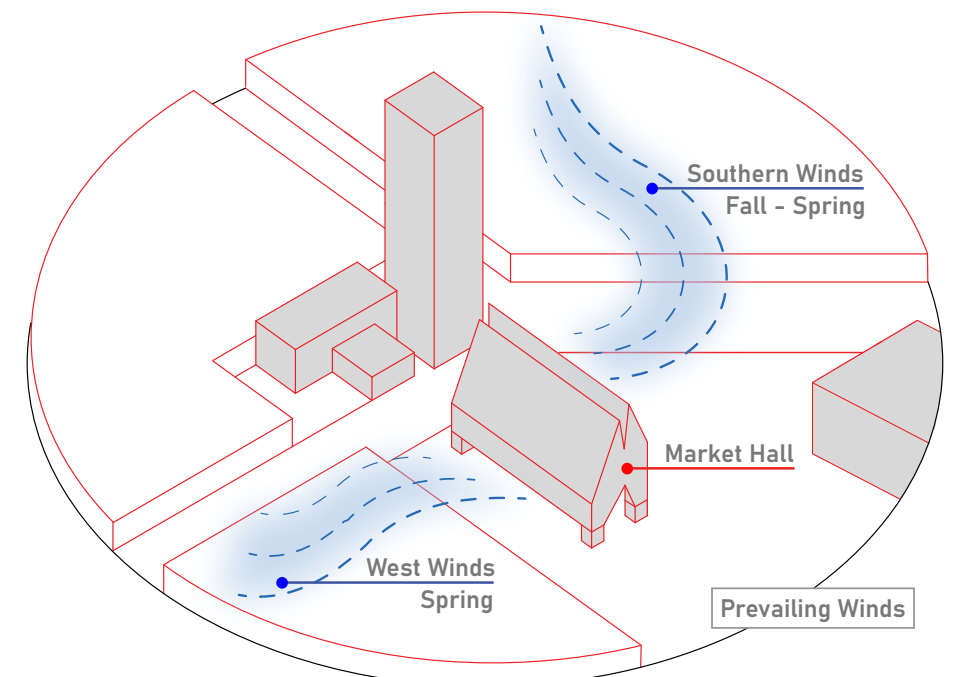 Southern Winds
Fall - Spring
Market Hall
West Winds
Spring
Prevailing Winds